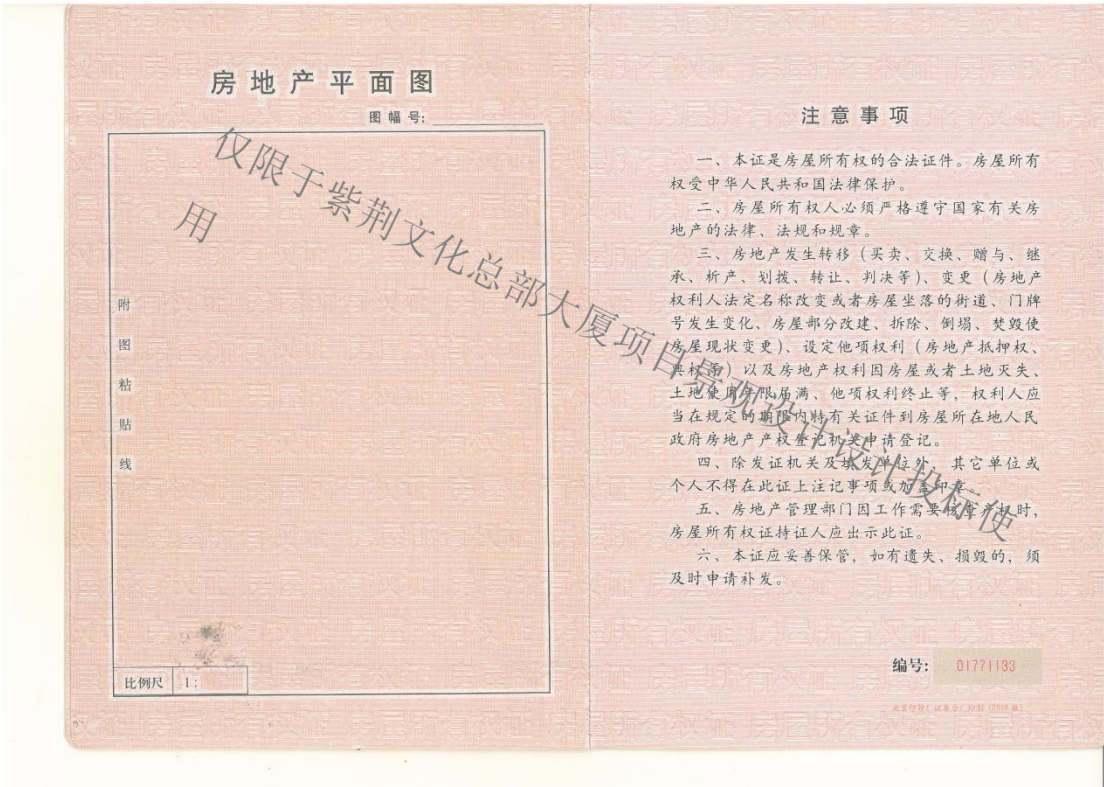 房地产平面图
图幅号:
附
图
粘
贴
线
比例尺 1:
注意事项
一、本证是房屋所有权的合法证件。房屋所有
权受中华人民共和国法律保护。
二、房屋所有权人必须严格遵守国家有关房
地产的法律、法规和规章。
三、房地产发生转移(买卖、交换、赠与、继
承、析产、划拨、转让、判决等)、变更(房地产
权利人法定名称改变或者房屋坐落的街道、门牌
号发生变化、房屋部分改建、拆除、倒塌、焚毁使
房屋现状变更)、设定他项权利(房地产抵押权、
典权等)以及房地产权利因房屋或者土地灭失、
土地使用年限届满、他项权利终止等,权利人应
当在规定的期限内持有关证件到房屋所在地人民
政府房地产产权登记机关申请登记。
四、除发证机关及填发单位外,其它单位或
个人不得在此证上注记事项或加盖印章。
五、房地产管理部门因工作需要核查产权时,
房屋所有权证持证人应出示此证。
六、本证应妥善保管,如有遗失、损毁的,须
及时申请补发。
编号: 01771133
仅限于紫荆文化总部大厦项目景观设计设计投标使
用